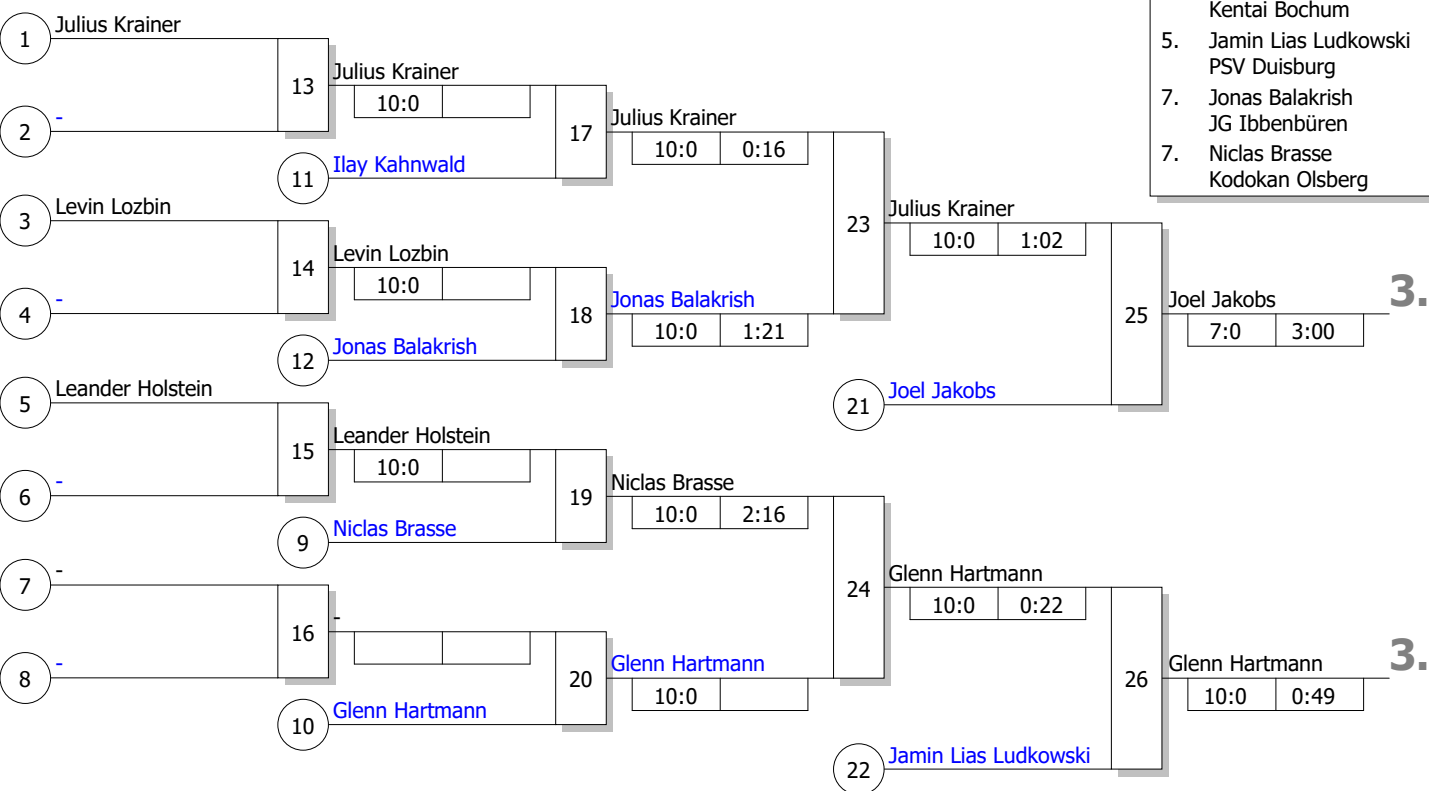 Kentai Bochum
5. Jamin Lias Ludkowski
PSV Duisburg
7. Jonas Balakrish
JG Ibbenbüren
7. Niclas Brasse
Kodokan Olsberg
1 Julius Krainer
2 -
13 Julius Krainer
10:0
11 Ilay Kahnwald
17 Julius Krainer
10:0 0:16
3 Levin Lozbin
4 -
14 Levin Lozbin
10:0
12 Jonas Balakrish
18 Jonas Balakrish
10:0 1:21
23 Julius Krainer
10:0 1:02
21 Joel Jakobs
25 Joel Jakobs 3.
7:0 3:00
5 Leander Holstein
6 -
15 Leander Holstein
10:0
9 Niclas Brasse
19 Niclas Brasse
10:0 2:16
7 -
8 -
16 -
10 Glenn Hartmann
20 Glenn Hartmann
10:0
24 Glenn Hartmann
10:0 0:22
22 Jamin Lias Ludkowski
26 Glenn Hartmann 3.
10:0 0:49